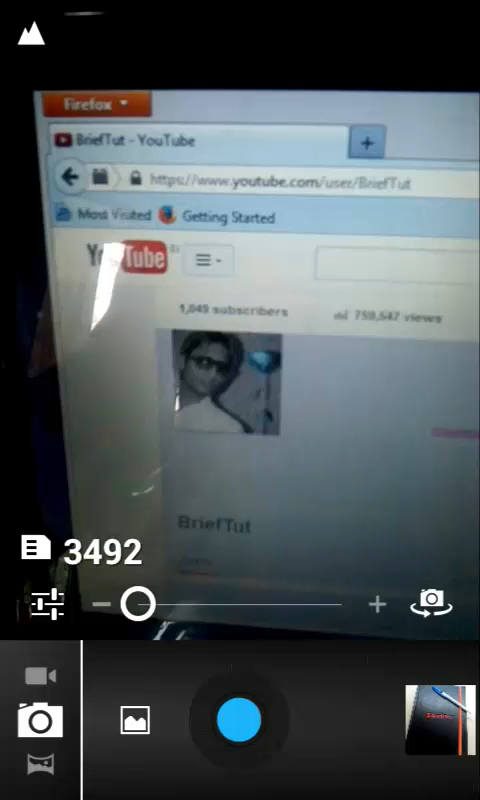 Firefox
BriefTut - YouTube
https://www.youtube.com/user/BriefTut
Most Visited Getting Started
YouTube
1,049 subscribers 759,547 views
BriefTut
3492